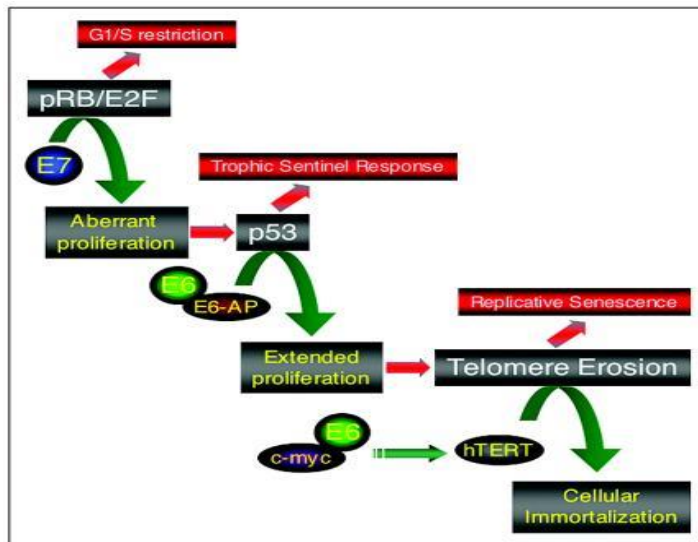 G1/S restriction
pRB/E2F
E7
Trophic Sentinel Response
Aberrant
proliferation
p53
E6
E6-AP
Replicative Senescence
Extended
proliferation
Telomere Erosion
E6
c-myc
hTERT
Cellular
Immortalization